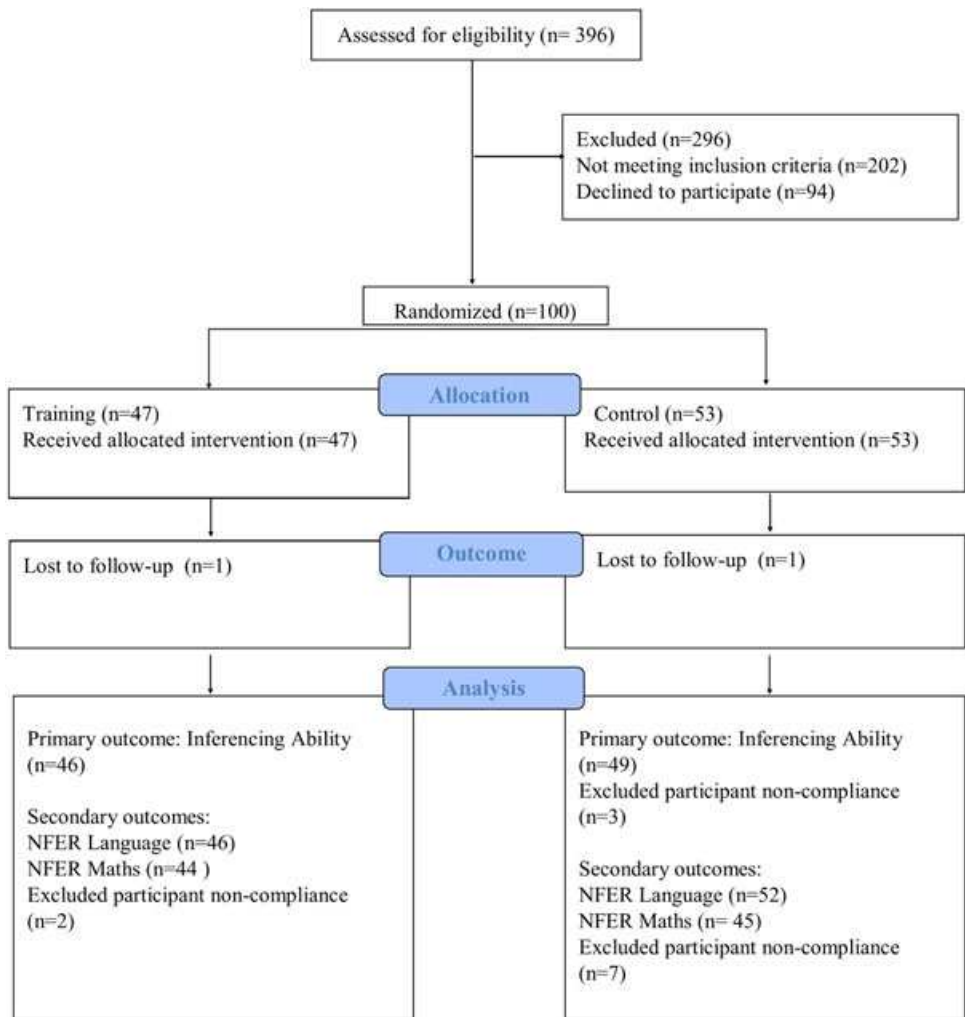 Assessed for eligibility (n= 396)
Excluded (n=296)
Not meeting inclusion criteria (n=202)
Declined to participate (n=94)
Randomized (n=100)
Allocation
Training (n=47)
Received allocated intervention (n=47)
Control (n=53)
Received allocated intervention (n=53)
Outcome
Lost to follow-up (n=1)
Lost to follow-up (n=1)
Analysis
Primary outcome: Inferencing Ability
(n=46)
Secondary outcomes:
NFER Language (n=46)
NFER Maths (n=44 )
Excluded participant non-compliance
(n=2)
Primary outcome: Inferencing Ability
(n=49)
Excluded participant non-compliance
(n=3)
Secondary outcomes:
NFER Language (n=52)
NFER Maths (n= 45)
Excluded participant non-compliance
(n=7)